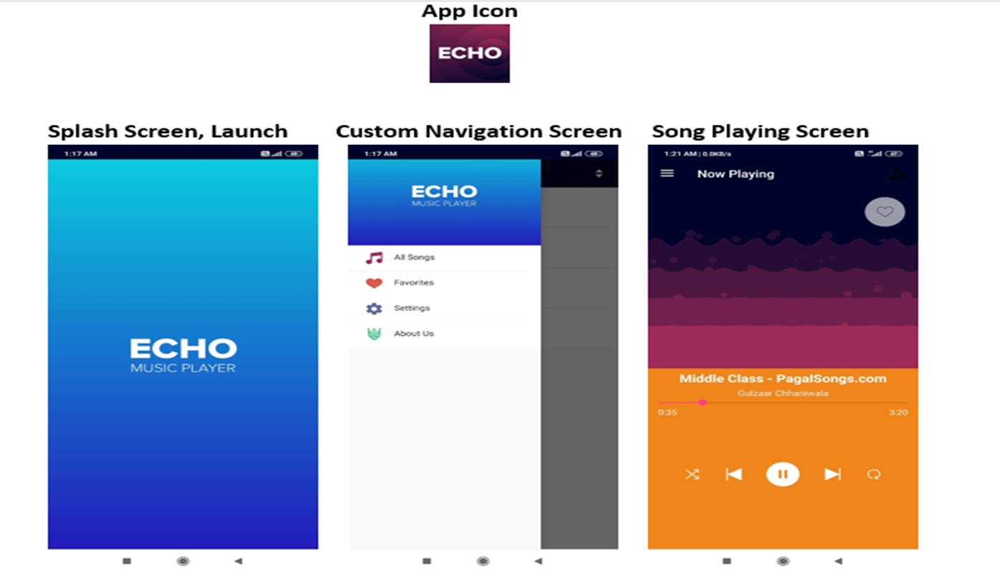 App Icon
ECHO
Splash Screen, Launch
Custom Navigation Screen
Song Playing Screen
1:17 AM
ECHO
MUSIC PLAYER
1:17 AM
ECHO
MUSIC PLAYER
All Songs
Favorites
Settings
About Us
1:21 AM | 0.0KB/s
Now Playing
Middle Class - PagalSongs.com
Gulzaar Chhaniwala
0:35
3:20